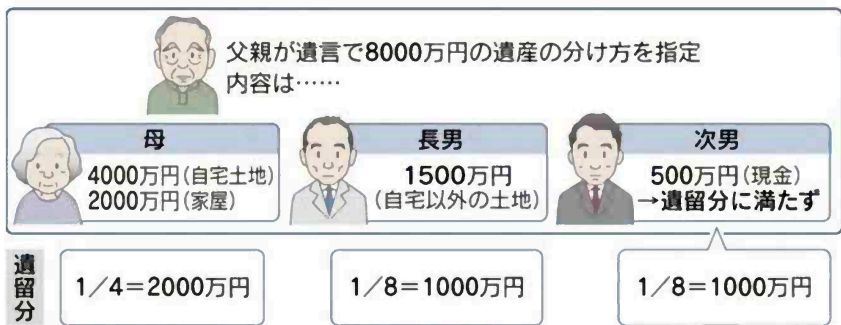 父親が遺言で8000万円の遺産の分け方を指定
内容は……
母
4000万円(自宅土地)
2000万円(家屋)
長男
1500万円
(自宅以外の土地)
次男
500万円(現金)
→遺留分に満たず
遺留分
1／4＝2000万円
1／8＝1000万円
1／8＝1000万円